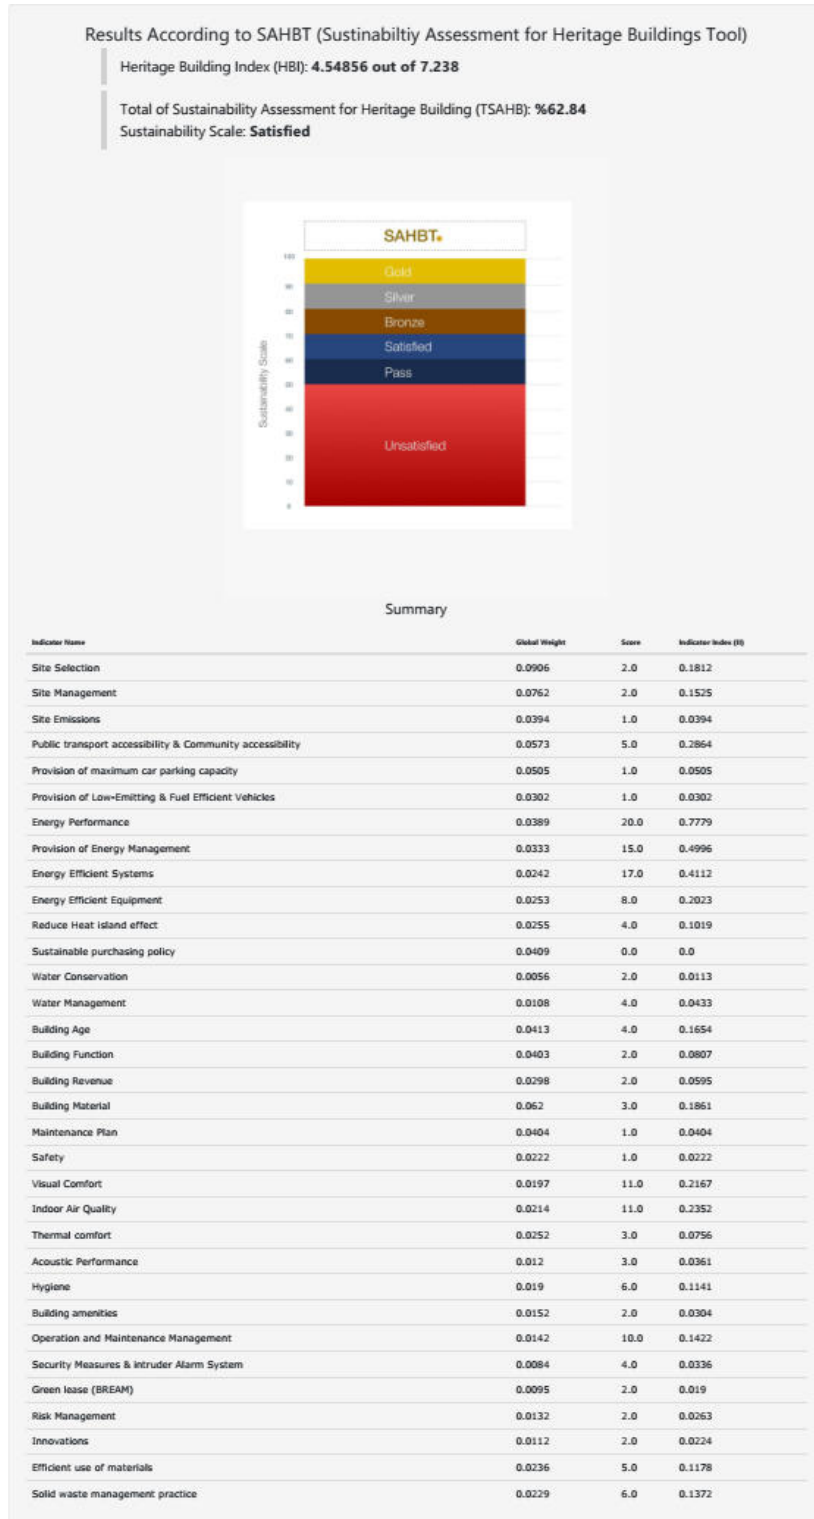 Results According to SAHBT (Sustinabiltiy Assessment for Heritage Buildings Tool)
Heritage Building Index (HBI): 4.54856 out of 7.238
Total of Sustainability Assessment for Heritage Building (TSAHB): %62.84
Sustainability Scale: Satisfied
SAHBT.
100
Gold
90
Silver
80
Bronze
70
Satisfied
60
Pass
50
Sustainability Scale
40
30
Unsatisfied
20
10
0
Summary
Indicator Name Global Weight Score Indicator Index (II)
Site Selection 0.0906 2.0 0.1812
Site Management 0.0762 2.0 0.1525
Site Emissions 0.0394 1.0 0.0394
Public transport accessibility & Community accessibility 0.0573 5.0 0.2864
Provision of maximum car parking capacity 0.0505 1.0 0.0505
Provision of Low-Emitting & Fuel Efficient Vehicles 0.0302 1.0 0.0302
Energy Performance 0.0389 20.0 0.7779
Provision of Energy Management 0.0333 15.0 0.4996
Energy Efficient Systems 0.0242 17.0 0.4112
Energy Efficient Equipment 0.0253 8.0 0.2023
Reduce Heat island effect 0.0255 4.0 0.1019
Sustainable purchasing policy 0.0409 0.0 0.0
Water Conservation 0.0056 2.0 0.0113
Water Management 0.0108 4.0 0.0433
Building Age 0.0413 4.0 0.1654
Building Function 0.0403 2.0 0.0807
Building Revenue 0.0298 2.0 0.0595
Building Material 0.062 3.0 0.1861
Maintenance Plan 0.0404 1.0 0.0404
Safety 0.0222 1.0 0.0222
Visual Comfort 0.0197 11.0 0.2167
Indoor Air Quality 0.0214 11.0 0.2352
Thermal comfort 0.0252 3.0 0.0756
Acoustic Performance 0.012 3.0 0.0361
Hygiene 0.019 6.0 0.1141
Building amenities 0.0152 2.0 0.0304
Operation and Maintenance Management 0.0142 10.0 0.1422
Security Measures & intruder Alarm System 0.0084 4.0 0.0336
Green lease (BREAM) 0.0095 2.0 0.019
Risk Management 0.0132 2.0 0.0263
Innovations 0.0112 2.0 0.0224
Efficient use of materials 0.0236 5.0 0.1178
Solid waste management practice 0.0229 6.0 0.1372